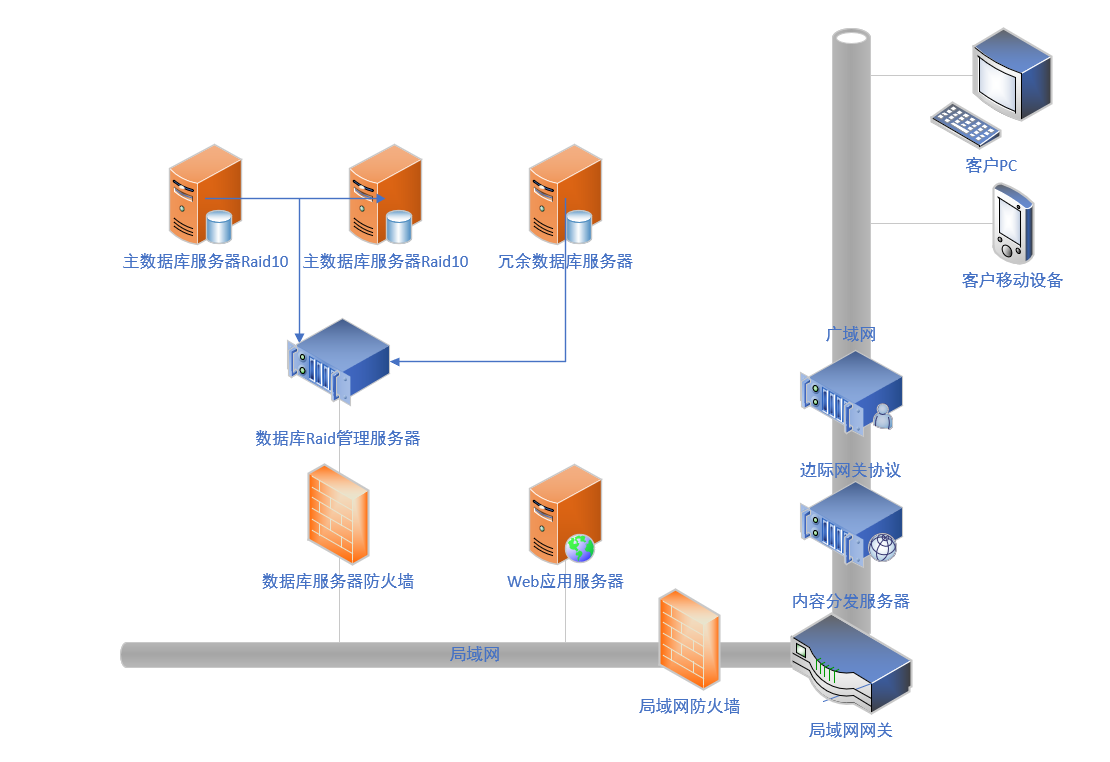 客户PC
主数据库服务器Raid10
主数据库服务器Raid10
冗余数据库服务器
客户移动设备
广域网
数据库Raid管理服务器
边际网关协议
数据库服务器防火墙
Web应用服务器
内容分发服务器
局域网
局域网防火墙
局域网网关